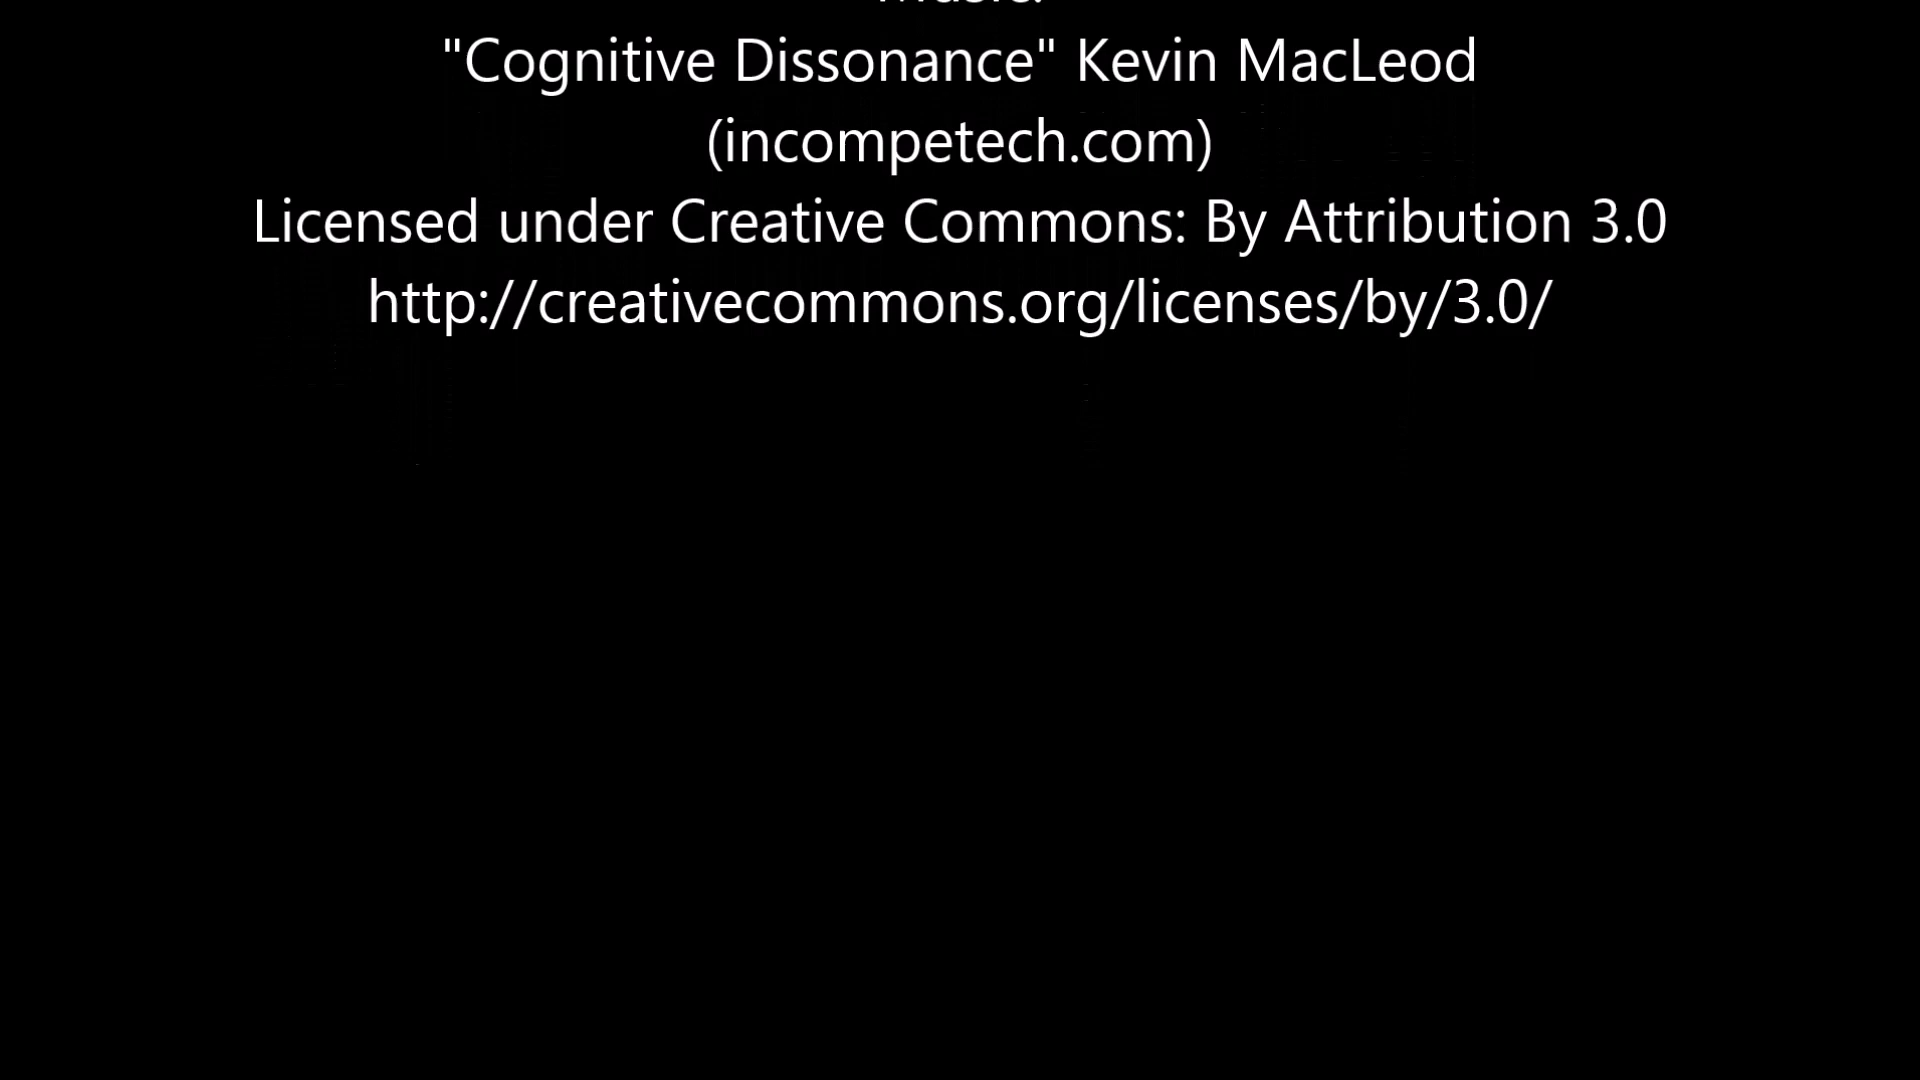 Music:
"Cognitive Dissonance" Kevin MacLeod
(incompetech.com)
Licensed under Creative Commons: By Attribution 3.0
http://creativecommons.org/licenses/by/3.0/